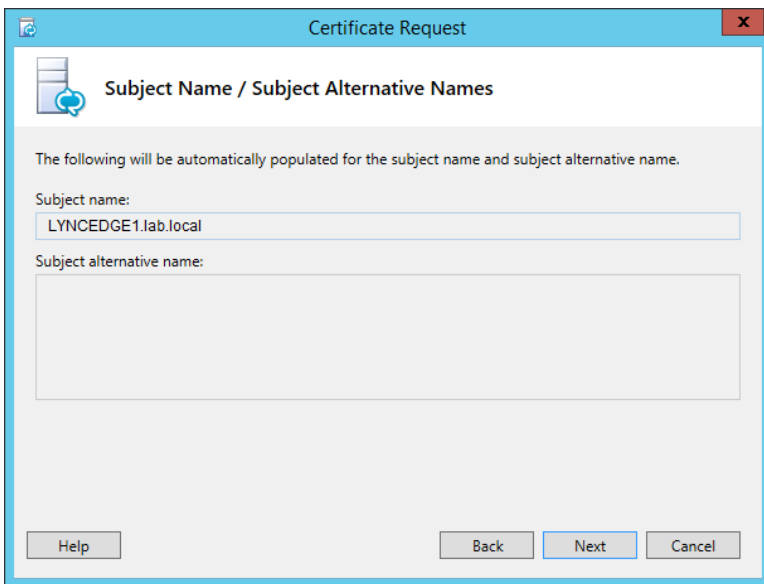 Certificate Request
x
Subject Name / Subject Alternative Names
The following will be automatically populated for the subject name and subject alternative name.
Subject name:
LYNCEDGE1.lab.local
Subject alternative name:
Help Back Next Cancel